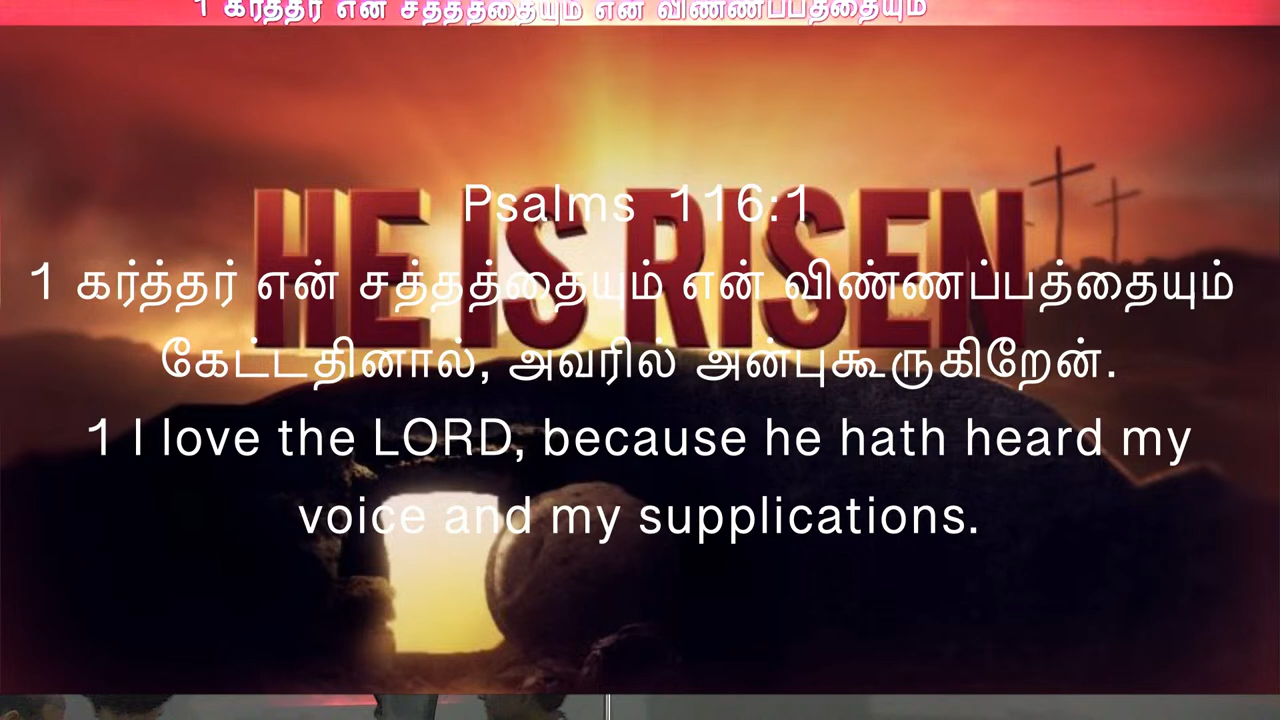 1 கர்த்தர் என் சத்தத்தையும் என் விண்ணப்பத்தையும்
HE IS RISEN
Psalms 116:1
1 கர்த்தர் என் சத்தத்தையும் என் விண்ணப்பத்தையும்
கேட்டதினால், அவரில் அன்புகூருகிறேன்.
1 I love the LORD, because he hath heard my
voice and my supplications.